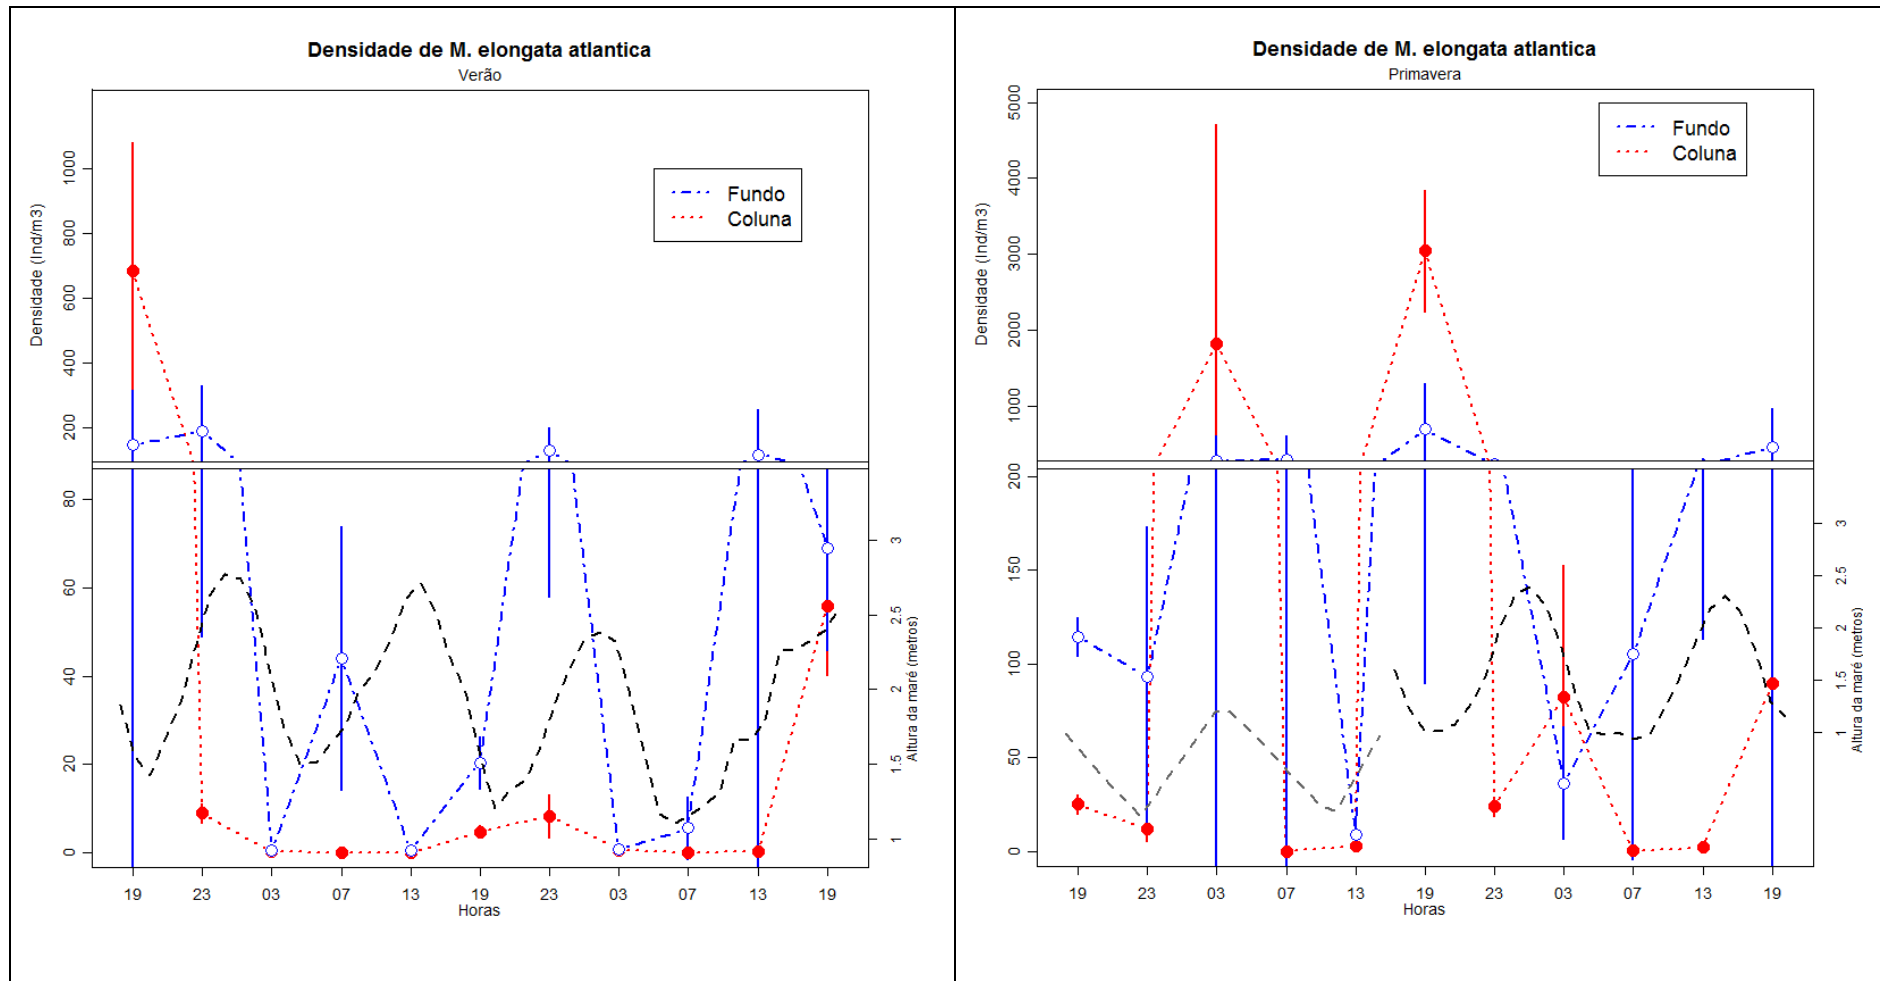 Densidade de M. elongata atlantica
Verão
Densidade (Ind/m3)
1000
800
600
400
200
80
60
40
20
0
Fundo
Coluna
3
2.5
2
1.5
1
Altura da maré (metros)
19 23 03 07 13 19 23 03 07 13 19
Horas
Densidade de M. elongata atlantica
Primavera
Densidade (Ind/m3)
5000
4000
3000
2000
1000
200
150
100
50
0
Fundo
Coluna
3
2.5
2
1.5
1
Altura da maré (metros)
19 23 03 07 13 19 23 03 07 13 19
Horas